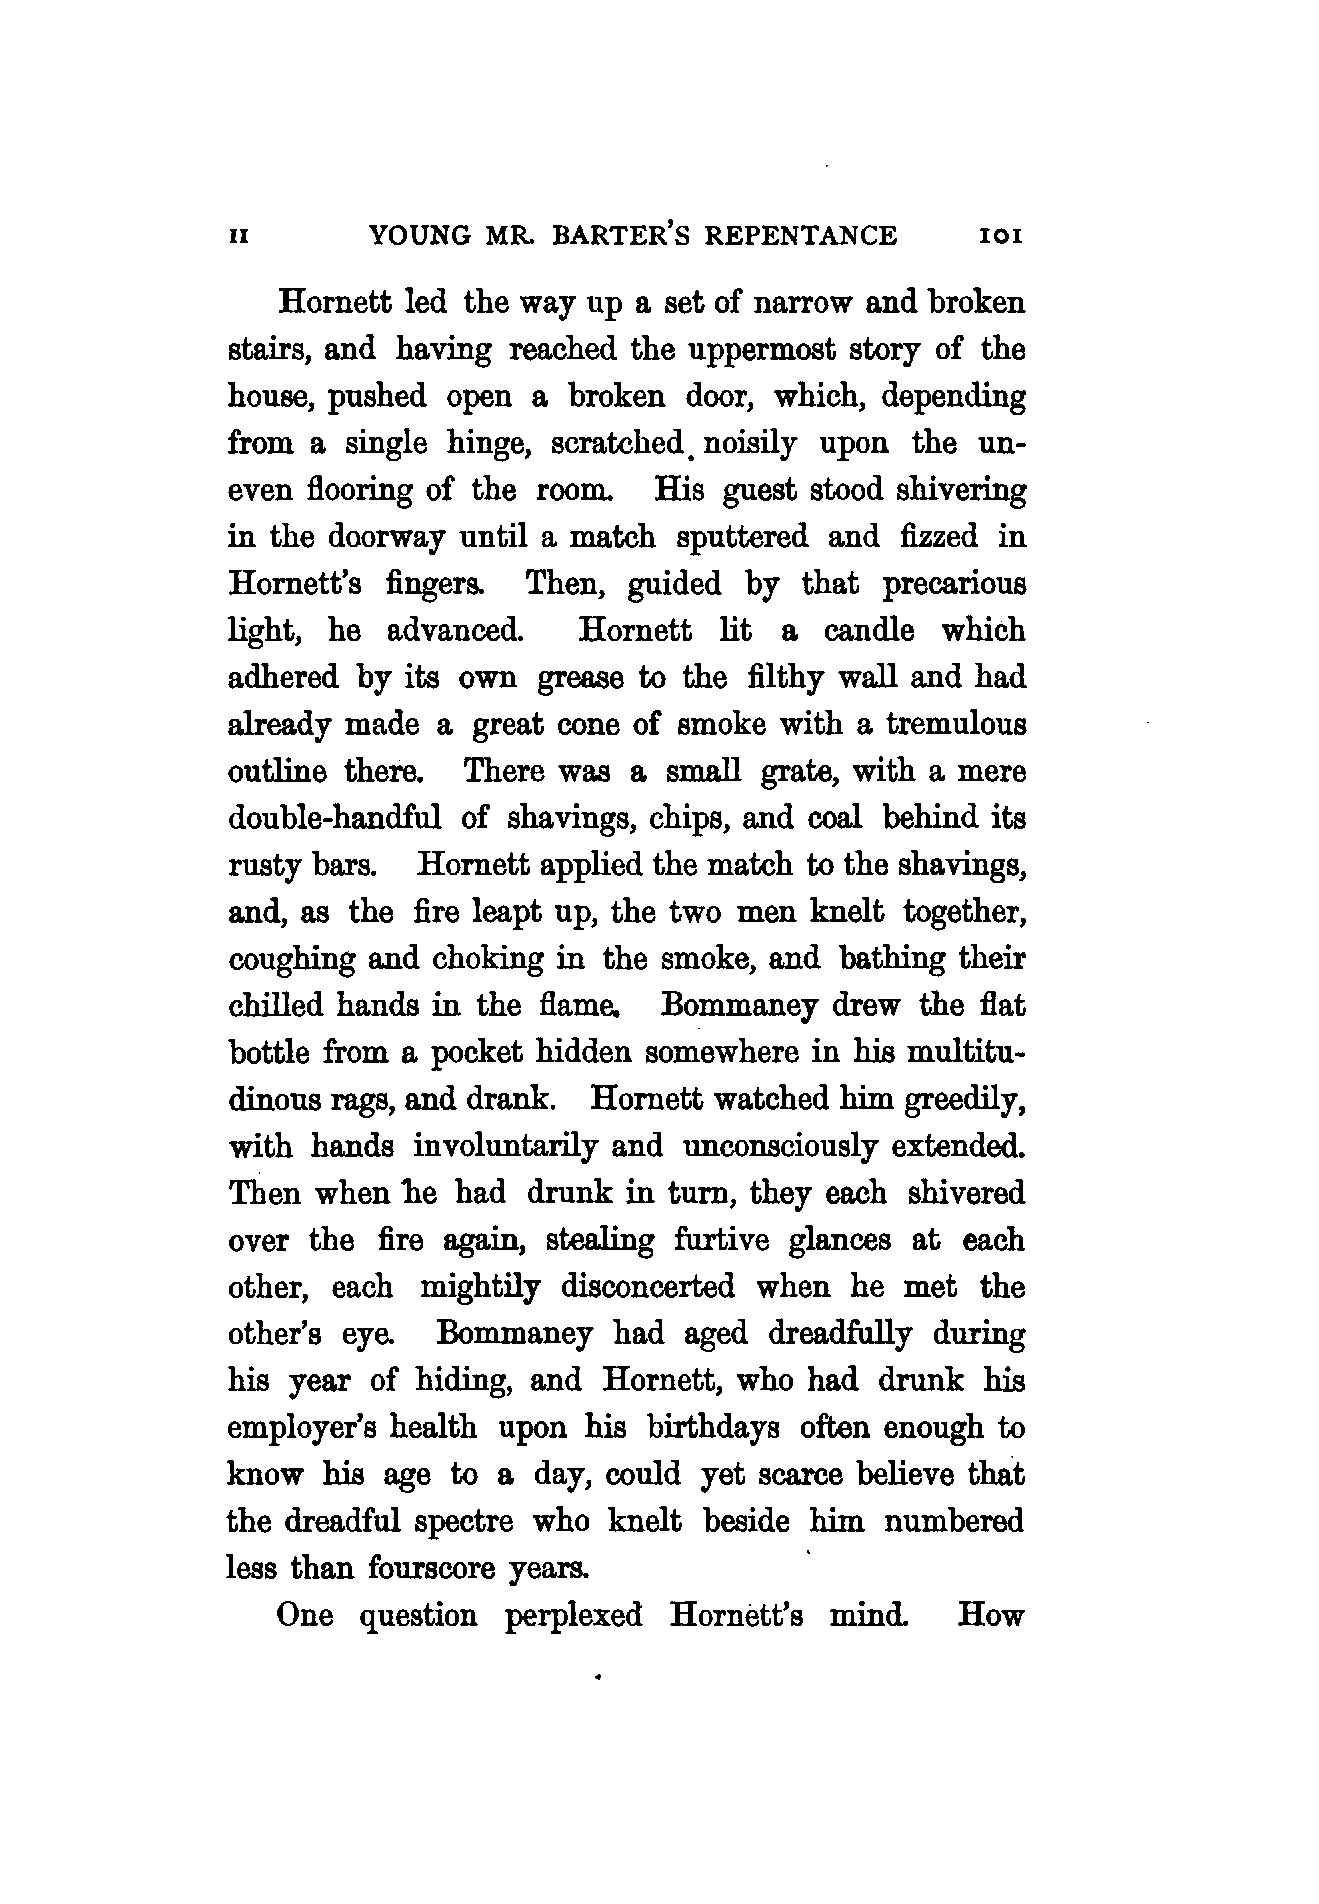 II YOUNG MR. BARTER'S REPENTANCE 101
Hornett led the way up a set of narrow and broken
stairs, and having reached the uppermost story of the
house, pushed open a broken door, which, depending
from a single hinge, scratched noisily upon the un-
even flooring of the room. His guest stood shivering
in the doorway until a match sputtered and fizzed in
Hornett's fingers. Then, guided by that precarious
light, he advanced. Hornett lit a candle which
adhered by its own grease to the filthy wall and had
already made a great cone of smoke with a tremulous
outline there. There was a small grate, with a mere
double-handful of shavings, chips, and coal behind its
rusty bars. Hornett applied the match to the shavings,
and, as the fire leapt up, the two men knelt together,
coughing and choking in the smoke, and bathing their
chilled hands in the flame. Bommaney drew the flat
bottle from a pocket hidden somewhere in his multitu-
dinous rags, and drank. Hornett watched him greedily,
with hands involuntarily and unconsciously extended.
Then when he had drunk in turn, they each shivered
over the fire again, stealing furtive glances at each
other, each mightily disconcerted when he met the
other's eye. Bommaney had aged dreadfully during
his year of hiding, and Hornett, who had drunk his
employer's health upon his birthdays often enough to
know his age to a day, could yet scarce believe that
the dreadful spectre who knelt beside him numbered
less than fourscore years.
One question perplexed Hornett's mind. How